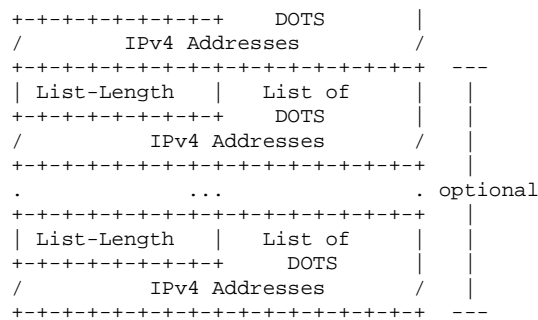 +-+-+-+-+-+-+-+-+    DOTS       |
/        IPv4 Addresses         /
+-+-+-+-+-+-+-+-+-+-+-+-+-+-+-+-+  ---
| List-Length   |   List of     |   |
+-+-+-+-+-+-+-+-+    DOTS       |   |
/          IPv4 Addresses       /   |
+-+-+-+-+-+-+-+-+-+-+-+-+-+-+-+-+   |
.             ...               . optional
+-+-+-+-+-+-+-+-+-+-+-+-+-+-+-+-+   |
| List-Length   |   List of     |   |
+-+-+-+-+-+-+-+-+     DOTS      |   |
/          IPv4 Addresses       /   |
+-+-+-+-+-+-+-+-+-+-+-+-+-+-+-+-+  ---